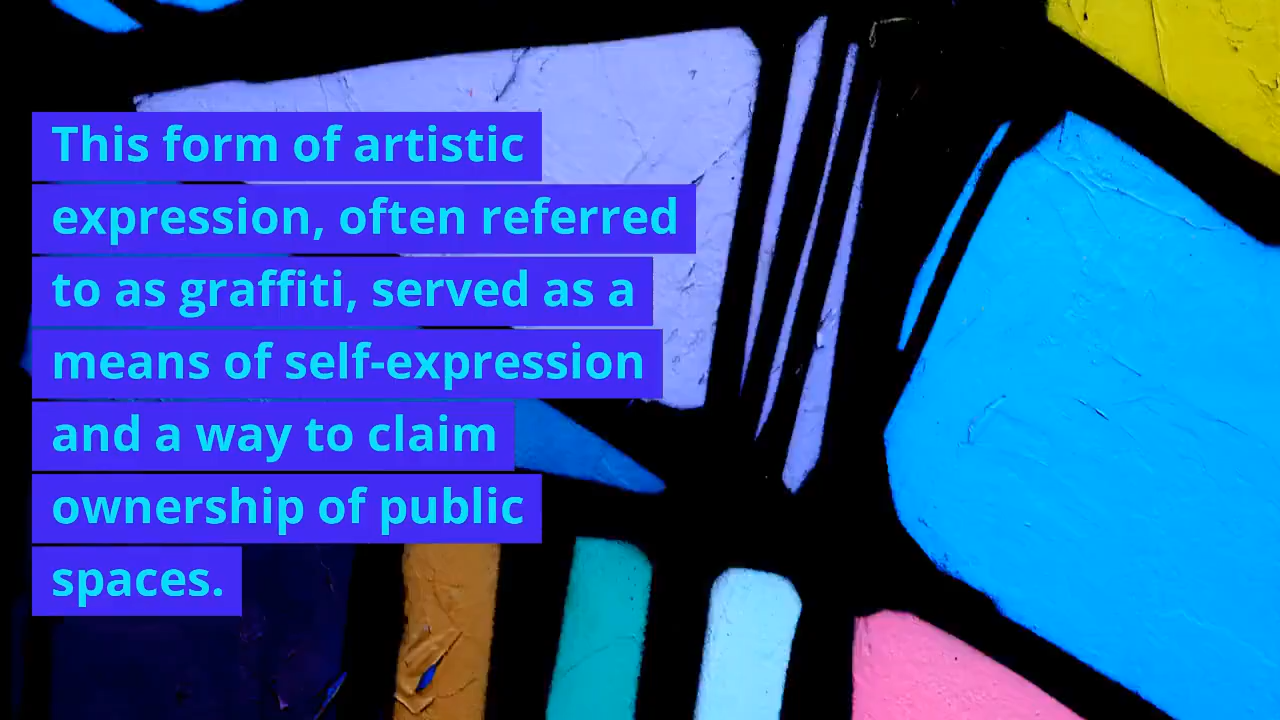 This form of artistic
expression, often referred
to as graffiti, served as a
means of self-expression
and a way to claim
ownership of public
spaces.